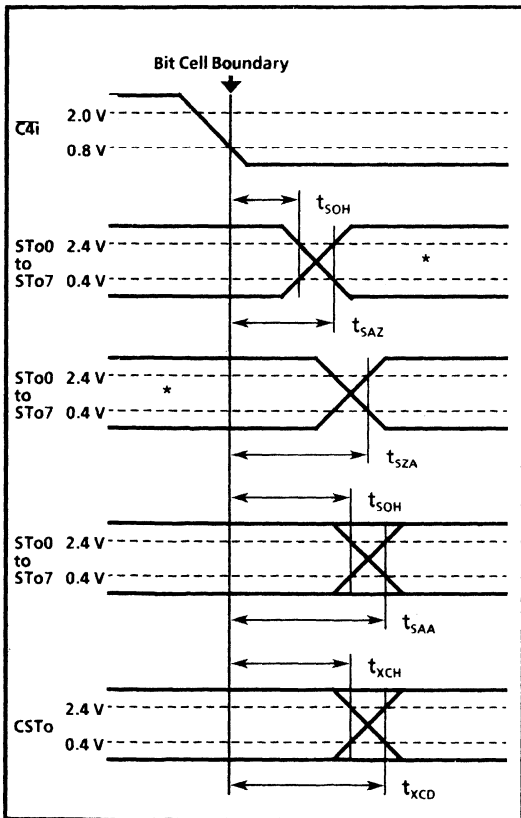 Bit Cell Boundary
C4i 2.0 V
0.8 V
tSOH
STo0 2.4 V
to *
STo7 0.4 V
tSAZ
STo0 2.4 V
to *
STo7 0.4 V
tSZA
tSOH
STo0 2.4 V
to
STo7 0.4 V
tSAA
tXCH
2.4 V
CSTo
0.4 V
tXCD